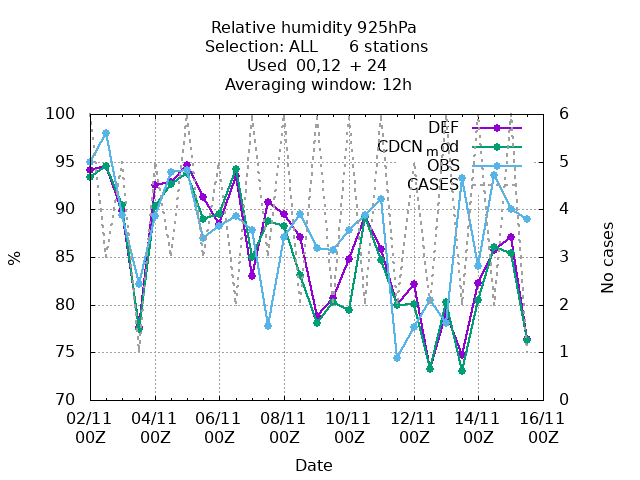 Relative humidity 925hPa
Selection: ALL 6 stations
Used 00,12 + 24
Averaging window: 12h
100
95
90
85
80
75
70
%
6
5
4
3
2
1
0
No cases
DEF
CDCNmod
OBS
CASES
02/11 04/11 06/11 08/11 10/11 12/11 14/11 16/11
00Z 00Z 00Z 00Z 00Z 00Z 00Z 00Z
Date